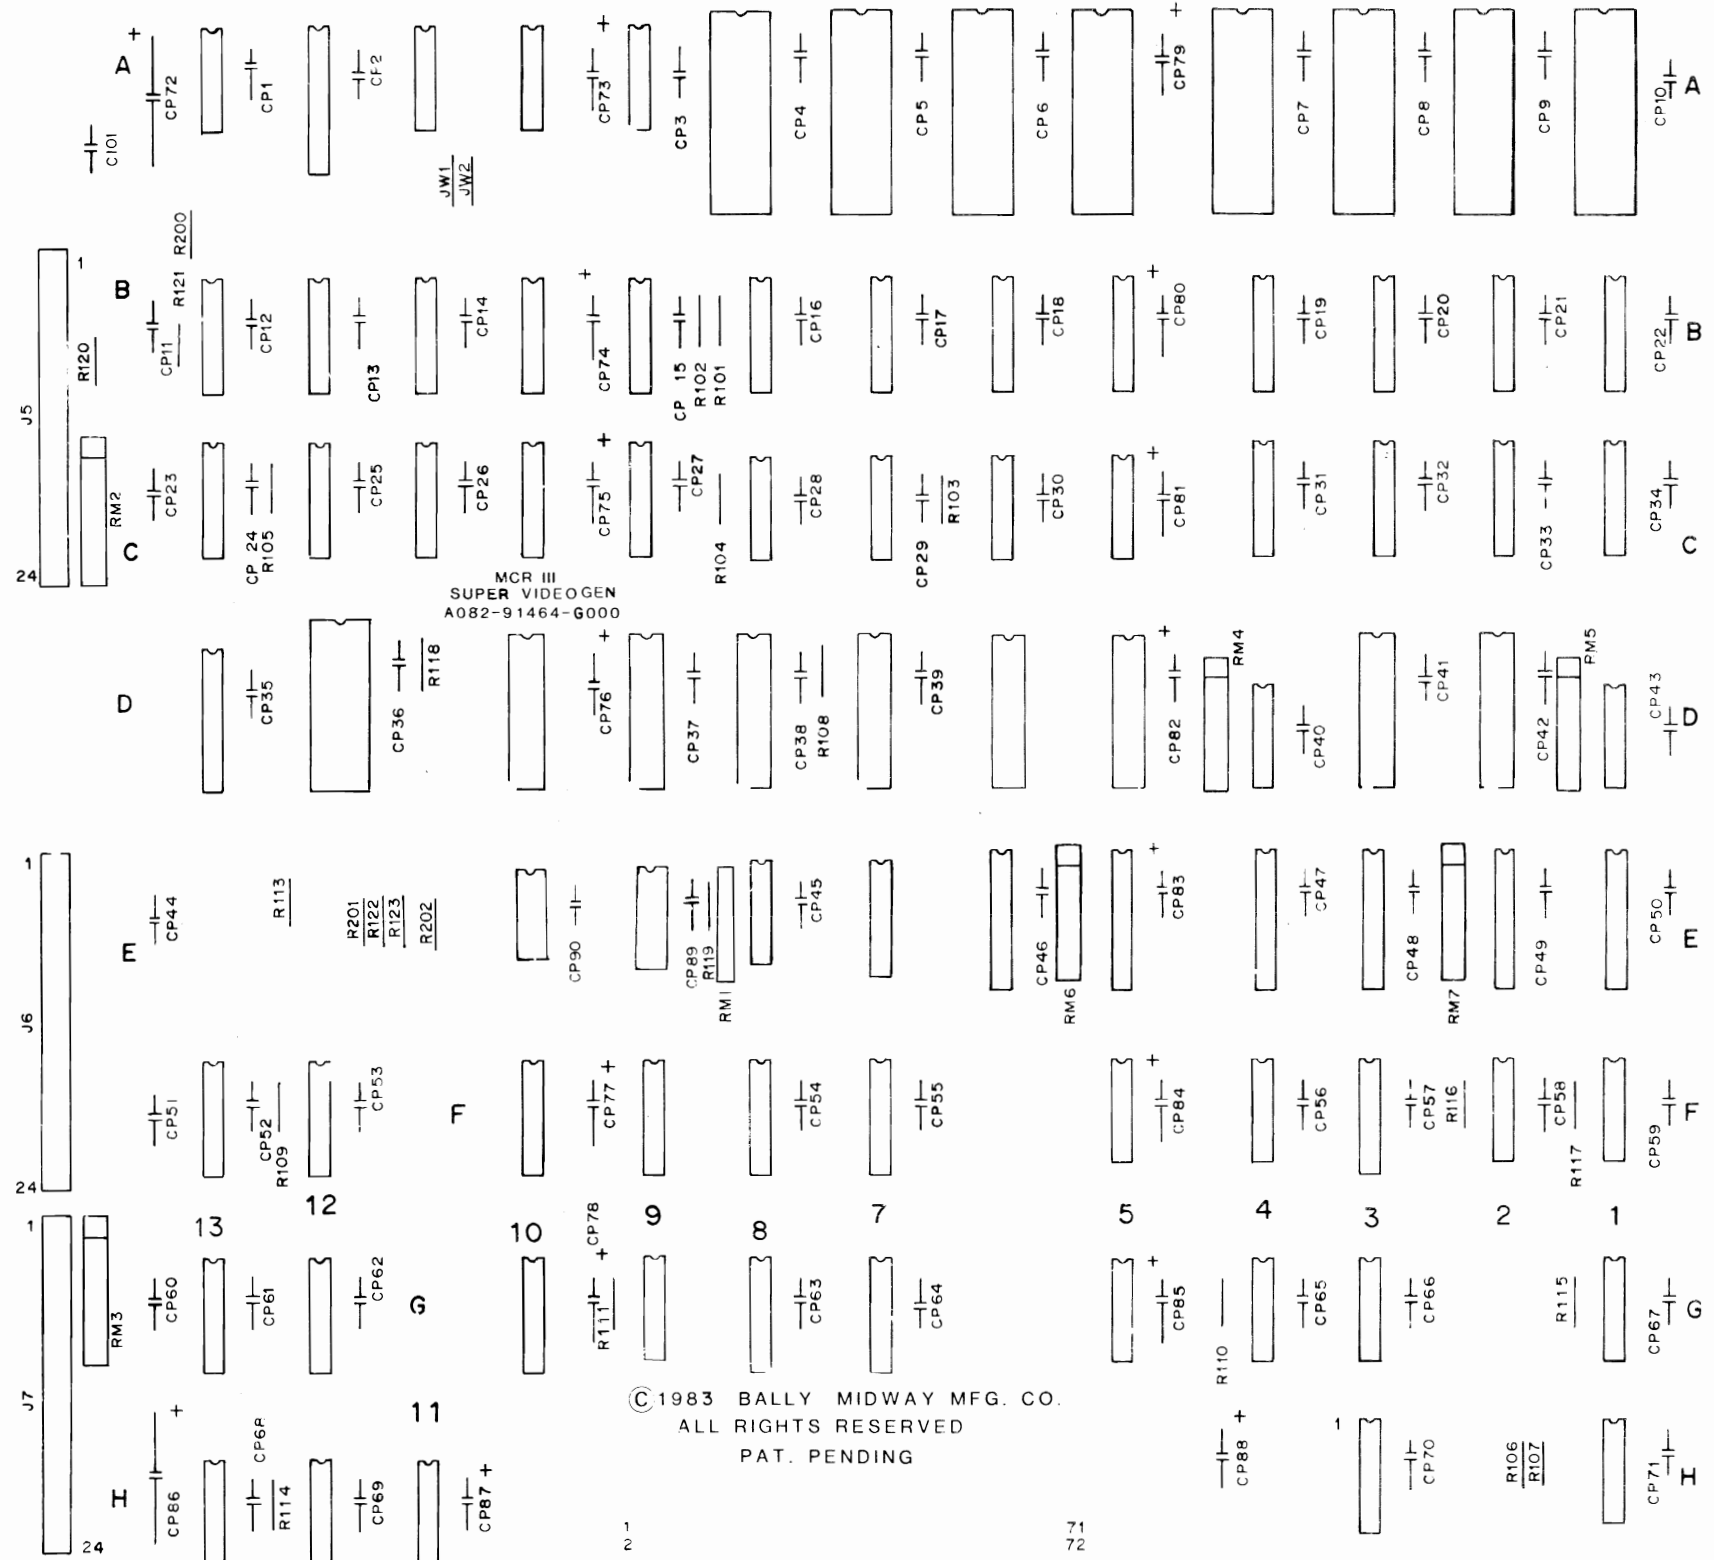 A
+
CP72
C101
CP1
CP2
JW1
JW2
+
CP73
CP3
CP4
CP5
CP6
+
CP79
CP7
CP8
CP9
CP10
A
R200
1
B
R121
CP11
R120
J5
CP12
CP13
CP14
+
CP74
CP 15
R102
R101
CP16
CP17
CP18
+
CP80
CP19
CP20
CP21
CP22
B
RM2
C
24
CP23
CP 24
R105
CP25
CP26
+
CP75
CP27
R104
CP28
CP29
R103
CP30
+
CP81
CP31
CP32
CP33
CP34
C
MCR III
SUPER VIDEOGEN
A082-91464-G000
D
CP35
CP36
R118
+
CP76
CP37
CP38
R108
CP39
+
CP82
RM4
CP40
CP41
CP42
RM5
CP43
D
1
J6
24
E
CP44
R113
R201
R122
R123
R202
CP90
CP89
R119
RM1
CP45
CP46
RM6
+
CP83
CP47
CP48
RM7
CP49
CP50
E
CP51
CP52
R109
CP53
F
+
CP77
CP54
CP55
+
CP84
CP56
CP57
R116
CP58
R117
CP59
F
13
12
10
9
8
7
5
4
3
2
1
1
J7
24
RM3
CP60
CP61
CP62
G
CP78
+
R111
CP63
CP64
+
CP85
R110
CP65
CP66
R115
CP67
G
11
© 1983 BALLY MIDWAY MFG. CO.
ALL RIGHTS RESERVED
PAT. PENDING
H
+
CP86
CP68
R114
CP69
+
CP87
+
CP88
1
CP70
R106
R107
CP71
H
1
2
71
72